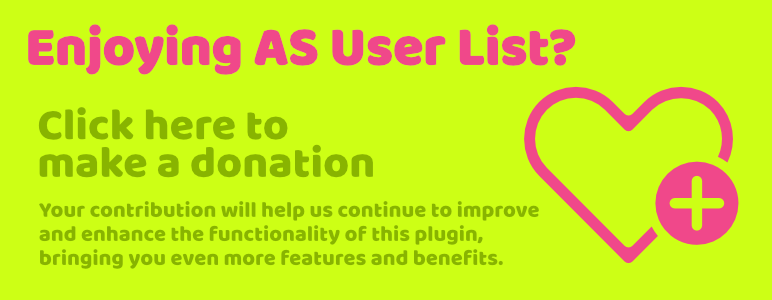 Enjoying AS User List?
Click here to
make a donation
Your contribution will help us continue to improve
and enhance the functionality of this plugin,
bringing you even more features and benefits.